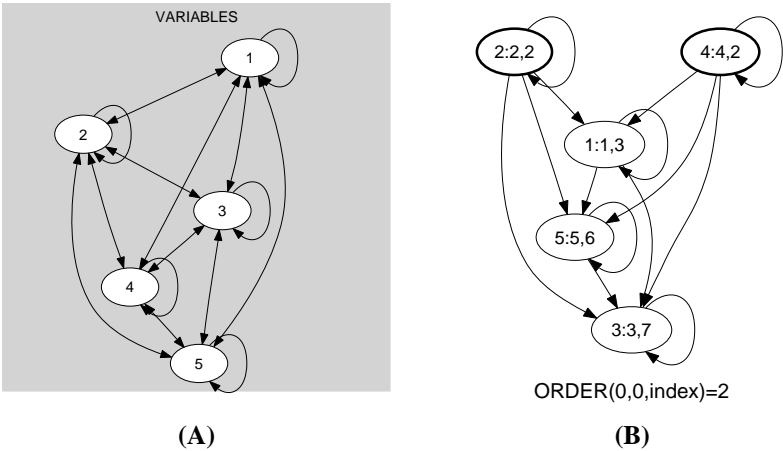 VARIABLES
1
2
3
4
5
(A)
2:2,2
4:4,2
1:1,3
5:5,6
3:3,7
ORDER(0,0,index)=2
(B)